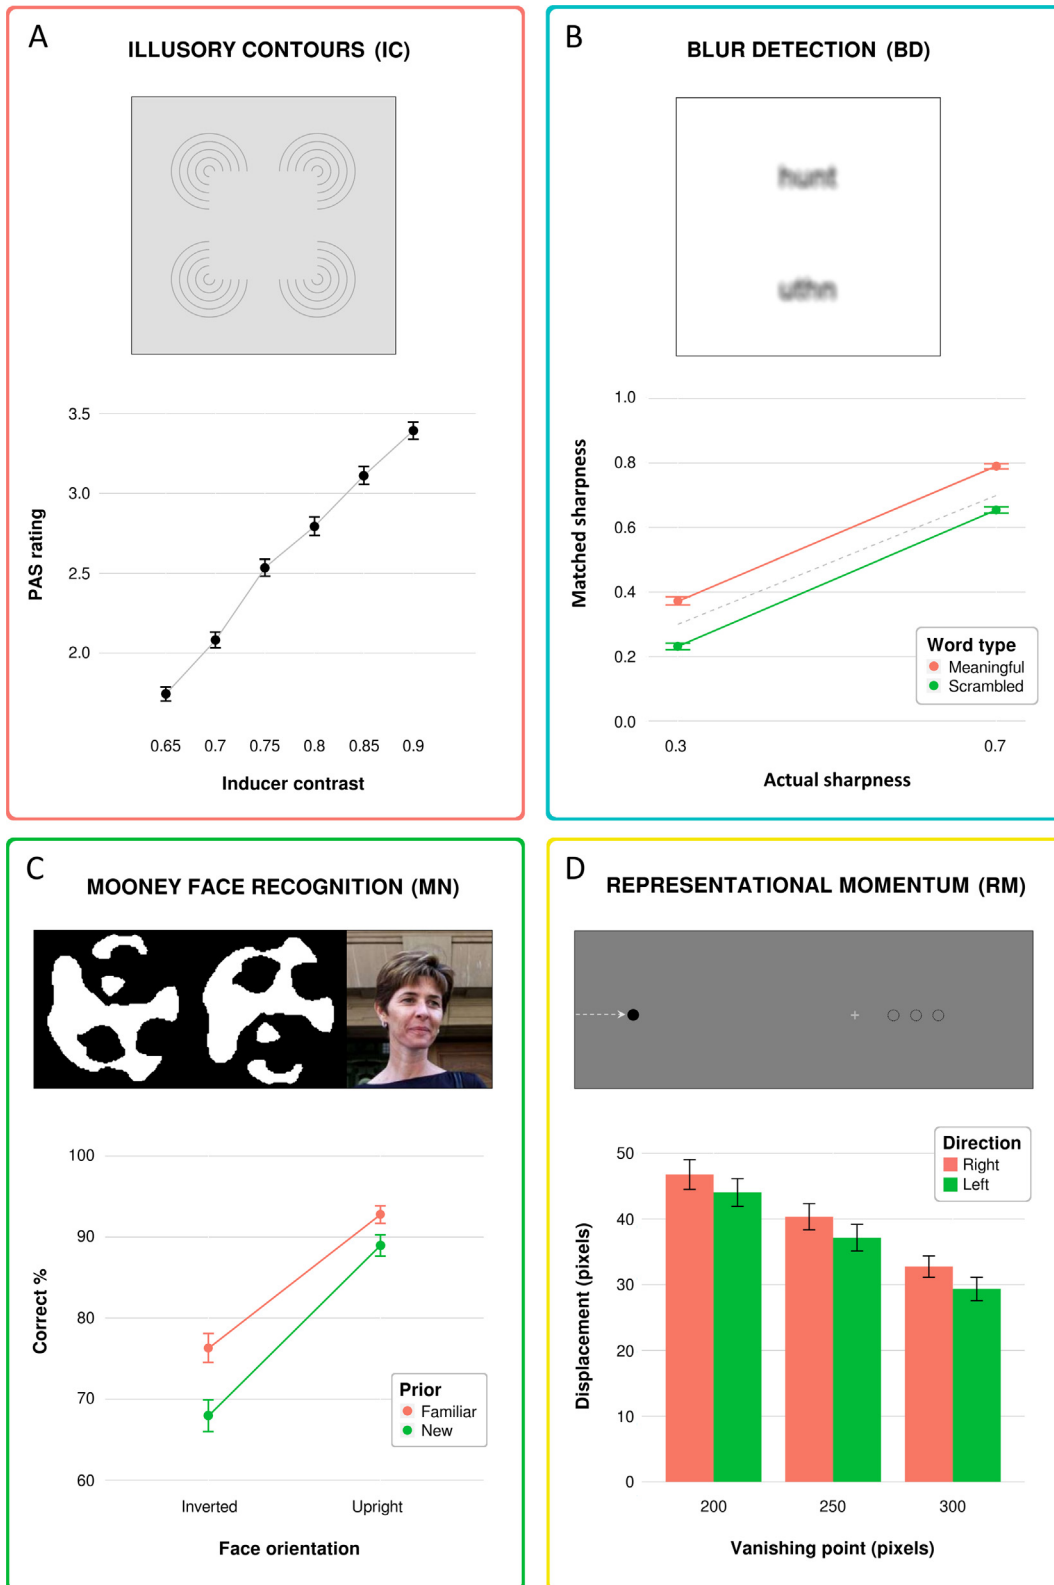 A
ILLUSORY CONTOURS (IC)
3.5
3.0
2.5
2.0
PAS rating
0.65 0.7 0.75 0.8 0.85 0.9
Inducer contrast
B
BLUR DETECTION (BD)
hunt
uthn
1.0
0.8
0.6
0.4
0.2
0.0
Matched sharpness
Word type
Meaningful
Scrambled
0.3 0.7
Actual sharpness
C
MOONEY FACE RECOGNITION (MN)
100
90
80
70
60
Correct %
Prior
Familiar
New
Inverted Upright
Face orientation
D
REPRESENTATIONAL MOMENTUM (RM)
Direction
Right
Left
50
40
30
20
10
0
Displacement (pixels)
200 250 300
Vanishing point (pixels)